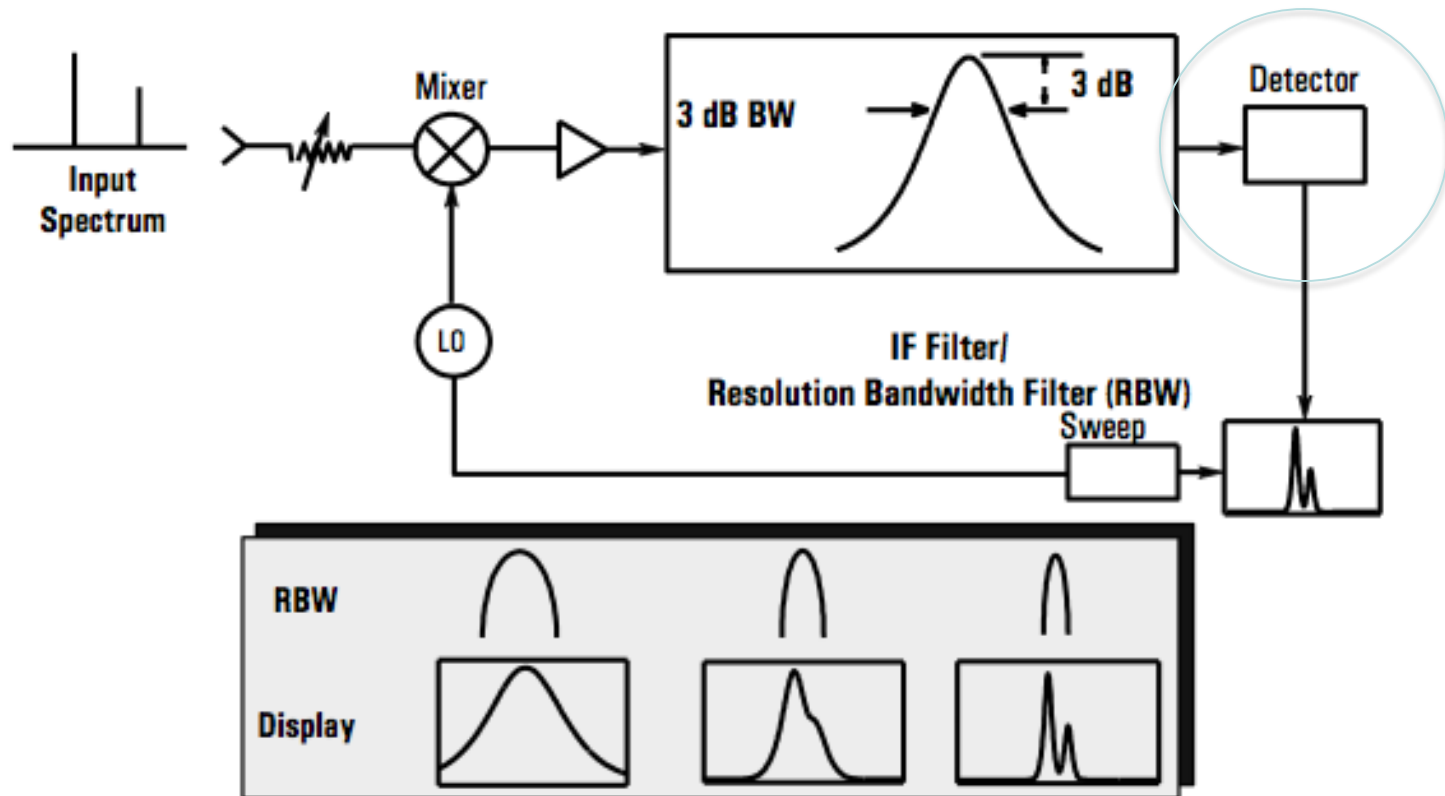 Mixer
3 dB
Detector
3 dB BW
Input
Spectrum
LO
IF Filter/
Resolution Bandwidth Filter (RBW)
Sweep
RBW
Display